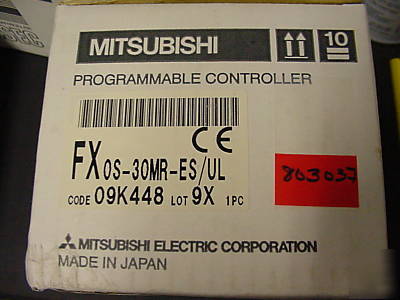 MITSUBISHI
10
PROGRAMMABLE CONTROLLER
CE
FX0S-30MR-ES/UL
CODE 09K448 LOT 9X 1PC
803037
MITSUBISHI ELECTRIC CORPORATION
MADE IN JAPAN